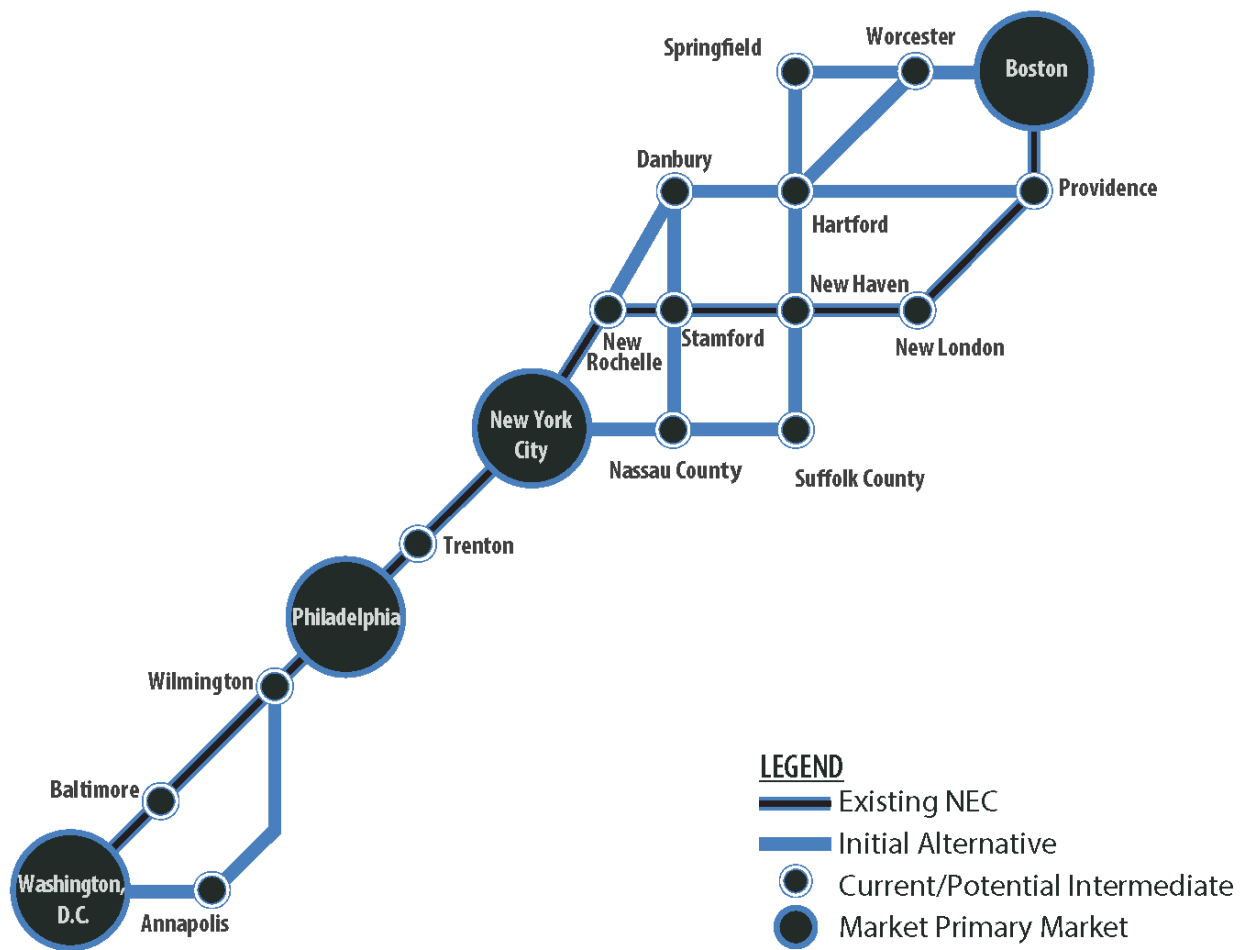 Springfield
Worcester
Boston
Danbury
Providence
Hartford
New Haven
New
Rochelle
Stamford
New London
New York
City
Nassau County
Suffolk County
Trenton
Philadelphia
Wilmington
Baltimore
Washington,
D.C.
Annapolis
LEGEND
Existing NEC
Initial Alternative
Current/Potential Intermediate
Market Primary Market